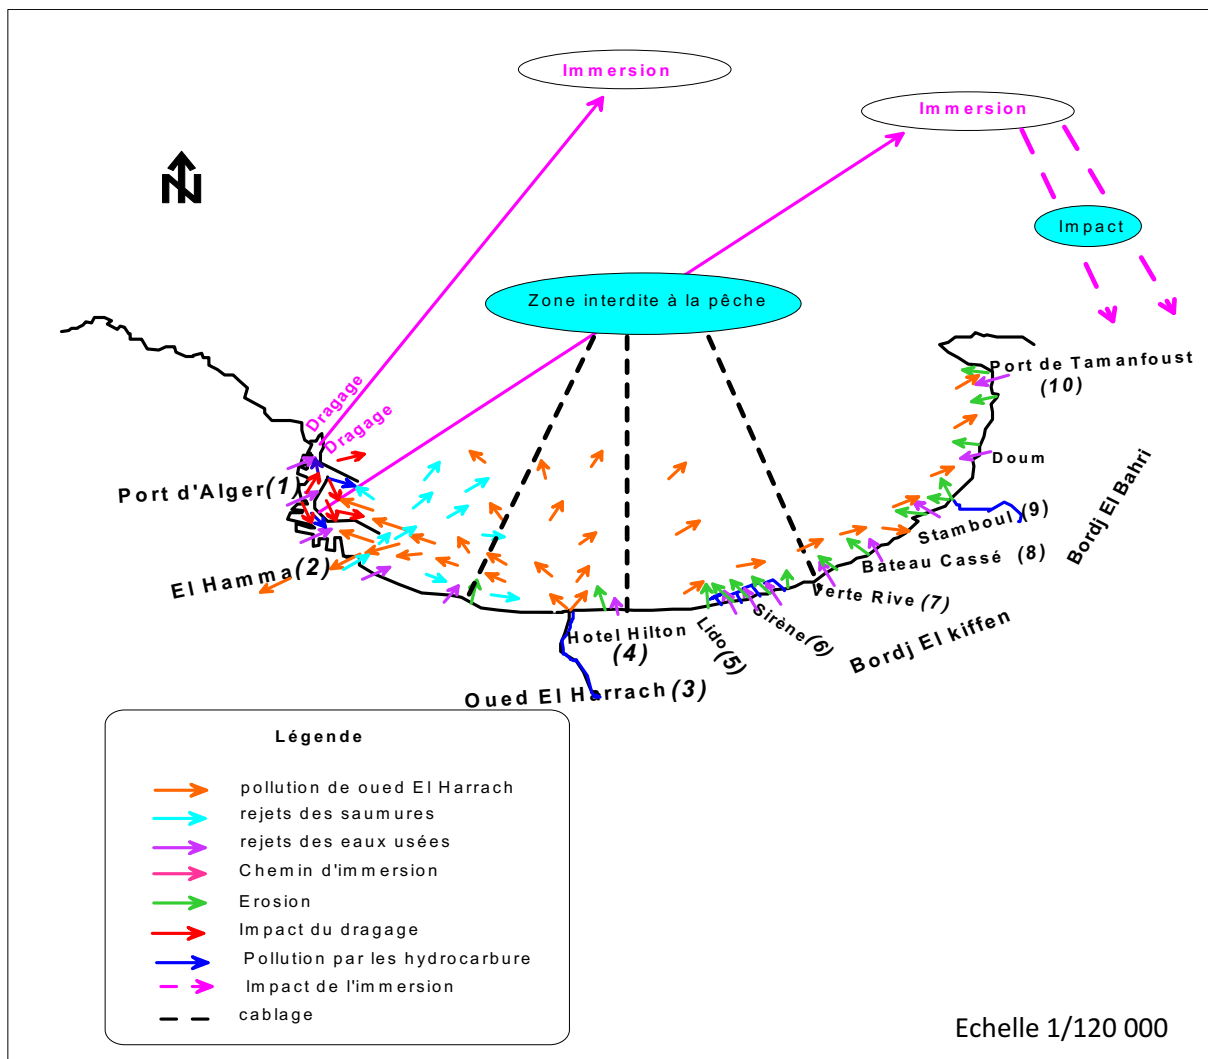 Immersion
Immersion
N
Impact
Zone interdite à la pêche
Dragage
Dragage
Port de Tamanfoust
(10)
Doum
Bordj El Bahri
Port d'Alger(1)
Stamboul (9)
El Hamma(2)
Bateau Cassé (8)
Verte Rive (7)
Hotel Hilton
(4)
Lido(5)
Sirène(6)
Bordj El kiffen
Oued El Harrach(3)
Légende
pollution de oued El Harrach
rejets des saumures
rejets des eaux usées
Chemin d'immersion
Erosion
Impact du dragage
Pollution par les hydrocarbure
Impact de l'immersion
cablage
Echelle 1/120 000